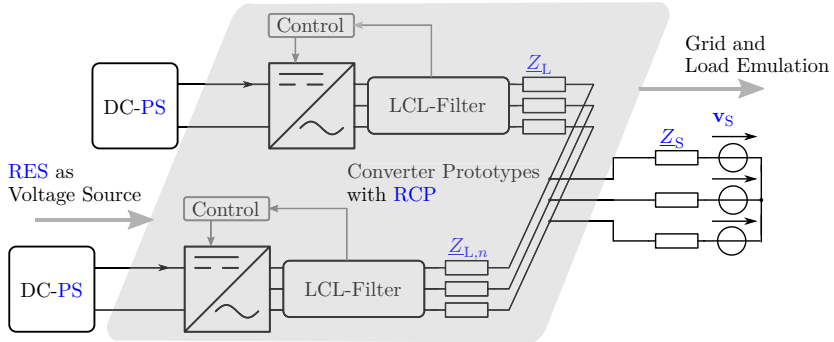 Control
Grid and
Load Emulation
Z_L
DC-PS
LCL-Filter
v_S
Z_S
RES as
Voltage Source
Converter Prototypes
with RCP
Control
Z_L,n
DC-PS
LCL-Filter